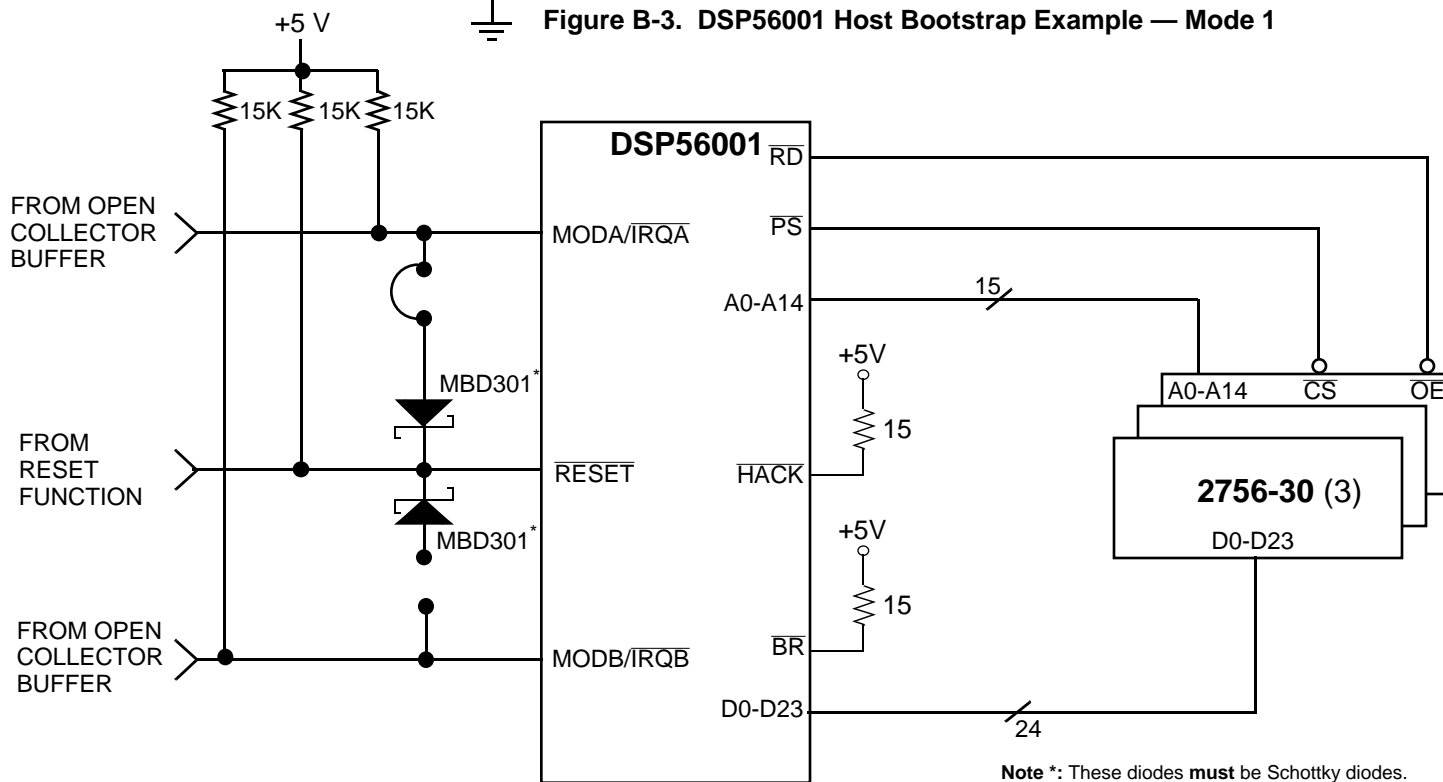 Figure B-3. DSP56001 Host Bootstrap Example — Mode 1
+5 V
15K
15K
15K
DSP56001
RD
FROM OPEN
COLLECTOR
BUFFER
MODA/IRQA
PS
A0-A14
15
+5V
15
MBD301*
A0-A14
CS
OE
FROM
RESET
FUNCTION
RESET
HACK
2756-30 (3)
D0-D23
MBD301*
+5V
15
FROM OPEN
COLLECTOR
BUFFER
MODB/IRQB
BR
D0-D23
24
Note *: These diodes must be Schottky diodes.